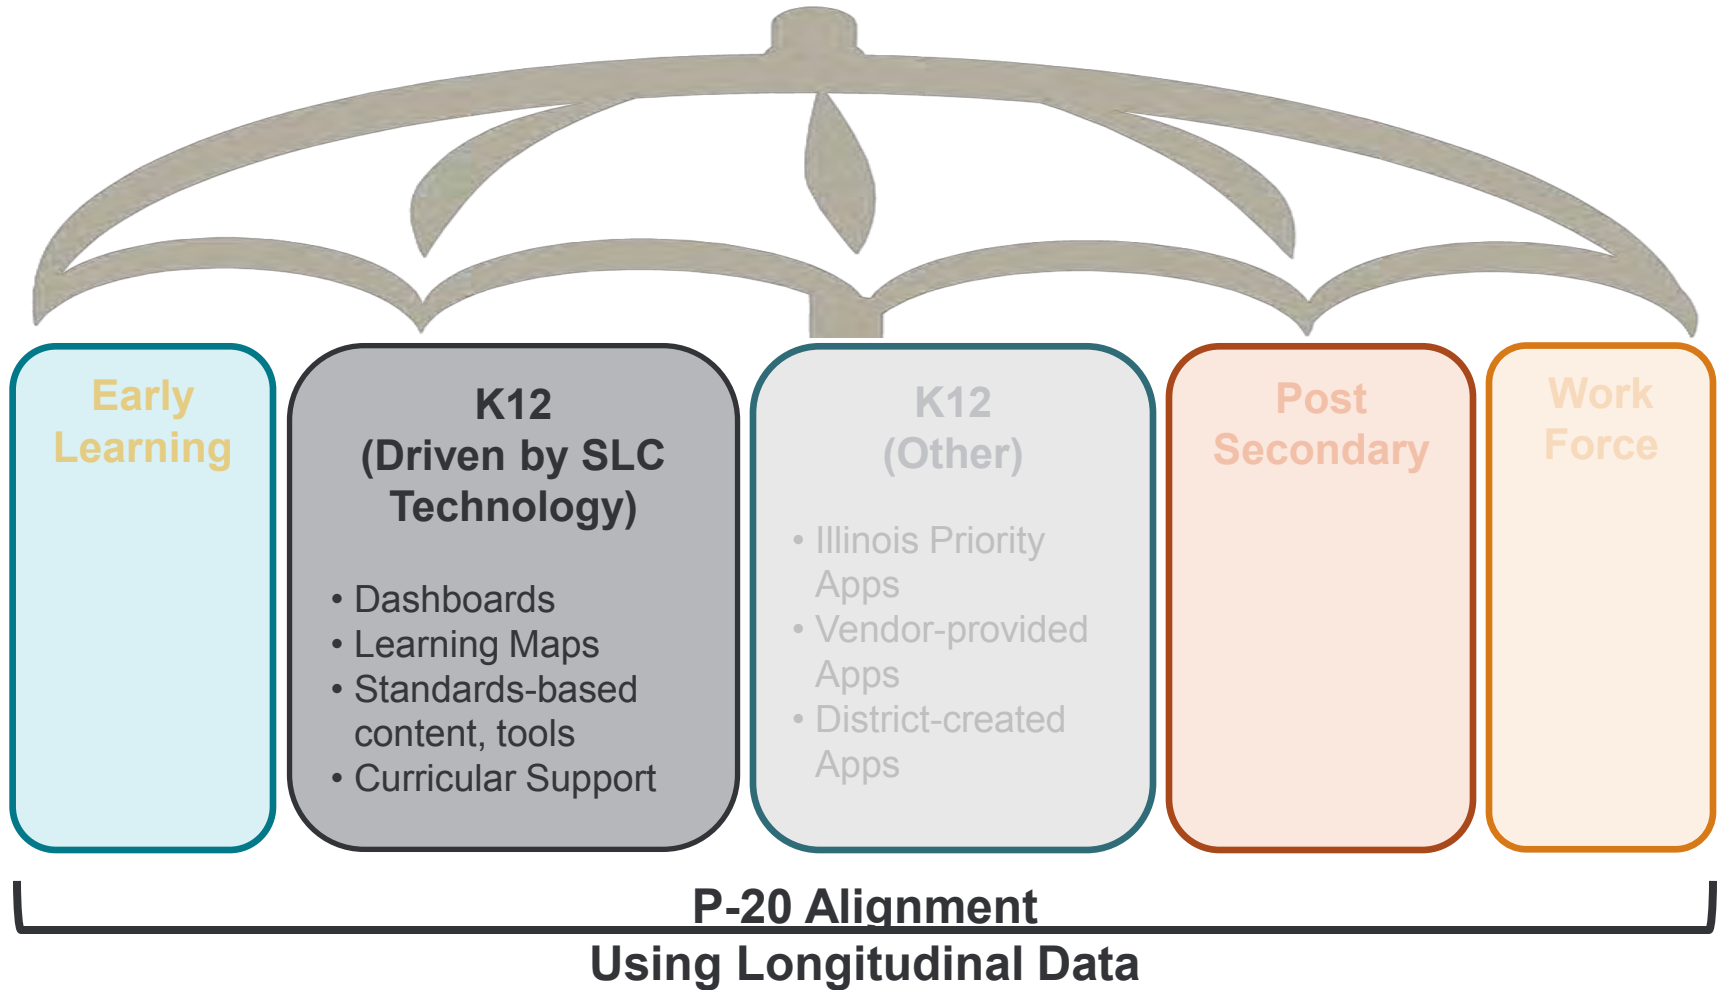 Early
Learning
K12
(Driven by SLC
Technology)
• Dashboards
• Learning Maps
• Standards-based
content, tools
• Curricular Support
K12
(Other)
• Illinois Priority
Apps
• Vendor-provided
Apps
• District-created
Apps
Post
Secondary
Work
Force
P-20 Alignment
Using Longitudinal Data